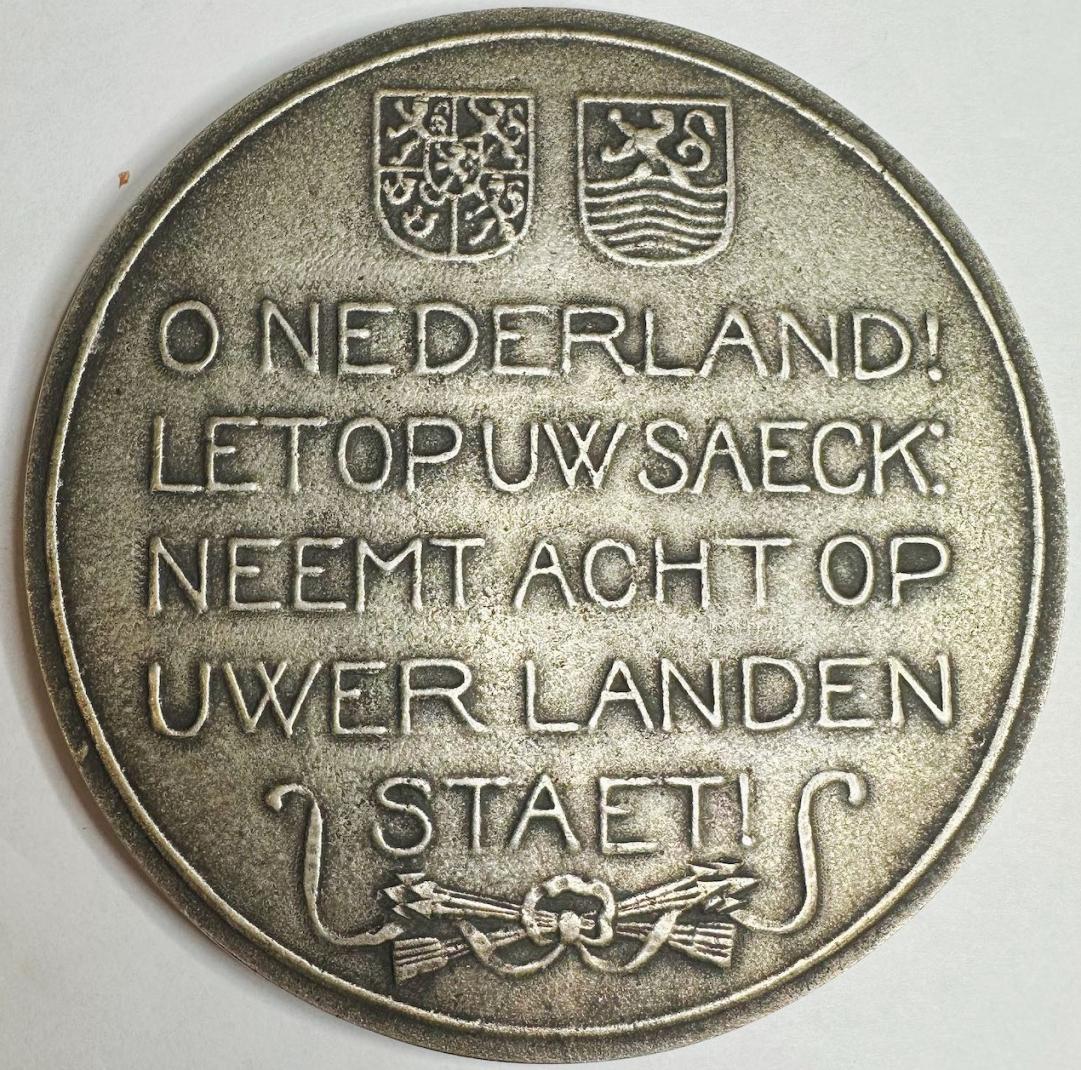 O NEDERLAND!
LET OP UW SAECK:
NEEMT ACHT OP
UWER LANDEN
STAET!